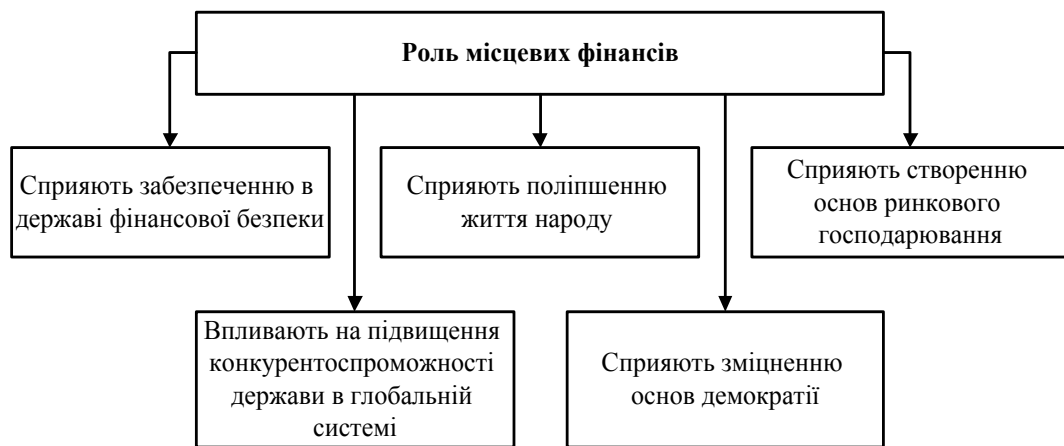 Роль місцевих фінансів
Сприяють забезпеченню в
державі фінансової безпеки
Сприяють поліпшенню
життя народу
Сприяють створенню
основ ринкового
господарювання
Впливають на підвищення
конкурентоспроможності
держави в глобальній
системі
Сприяють зміцненню
основ демократії